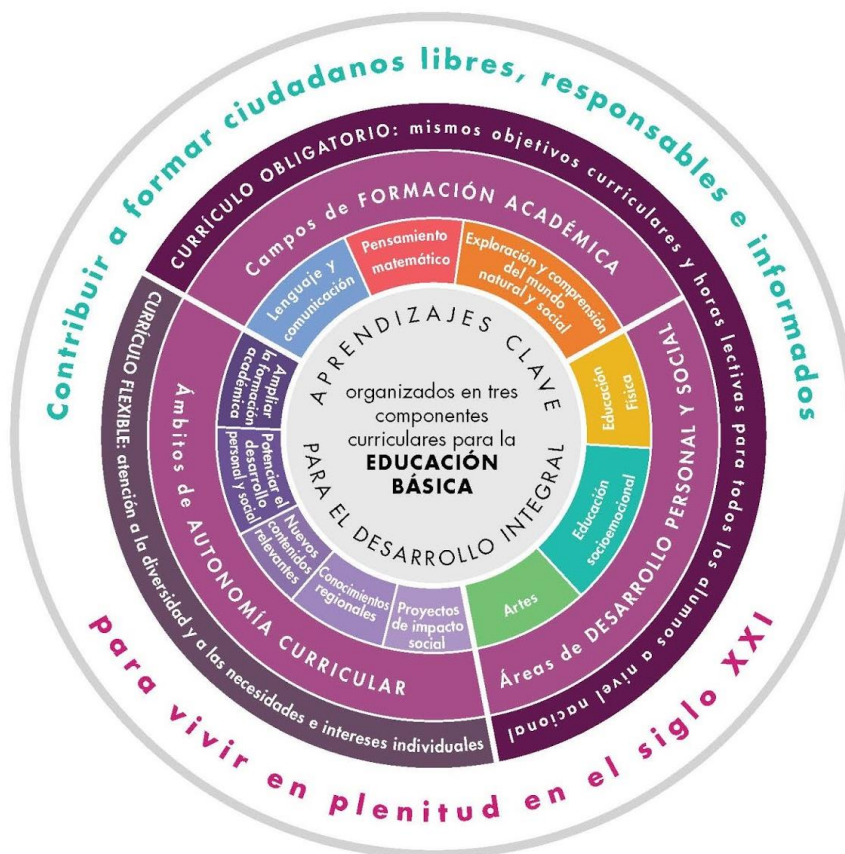 Contribuir a formar ciudadanos libres, responsables e informados
para vivir en plenitud en el siglo XXI
CURRÍCULO OBLIGATORIO: mismos objetivos curriculares y horas lectivas para todos los alumnos a nivel nacional
CURRÍCULO FLEXIBLE: atención a la diversidad y a las necesidades e intereses individuales
Campos de FORMACIÓN ACADÉMICA
Lenguaje y
comunicación
Pensamiento
matemático
Exploración y comprensión
del mundo
natural y social
Áreas de DESARROLLO PERSONAL Y SOCIAL
Educación
Física
Educación
socioemocional
Artes
Ámbitos de AUTONOMÍA CURRICULAR
Ampliar
la formación
académica
Potenciar el
desarrollo
personal y social
Nuevos
contenidos
relevantes
Conocimientos
regionales
Proyectos
de impacto
social
APRENDIZAJES CLAVE
PARA EL DESARROLLO INTEGRAL
organizados en tres
componentes
curriculares para la
EDUCACIÓN
BÁSICA